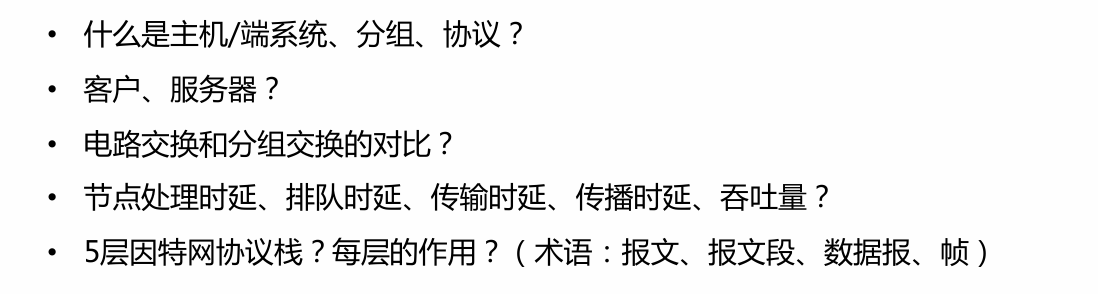 • 什么是主机/端系统、分组、协议？
• 客户、服务器？
• 电路交换和分组交换的对比？
• 节点处理时延、排队时延、传输时延、传播时延、吞吐量？
• 5层因特网协议栈？每层的作用？（术语：报文、报文段、数据报、帧）